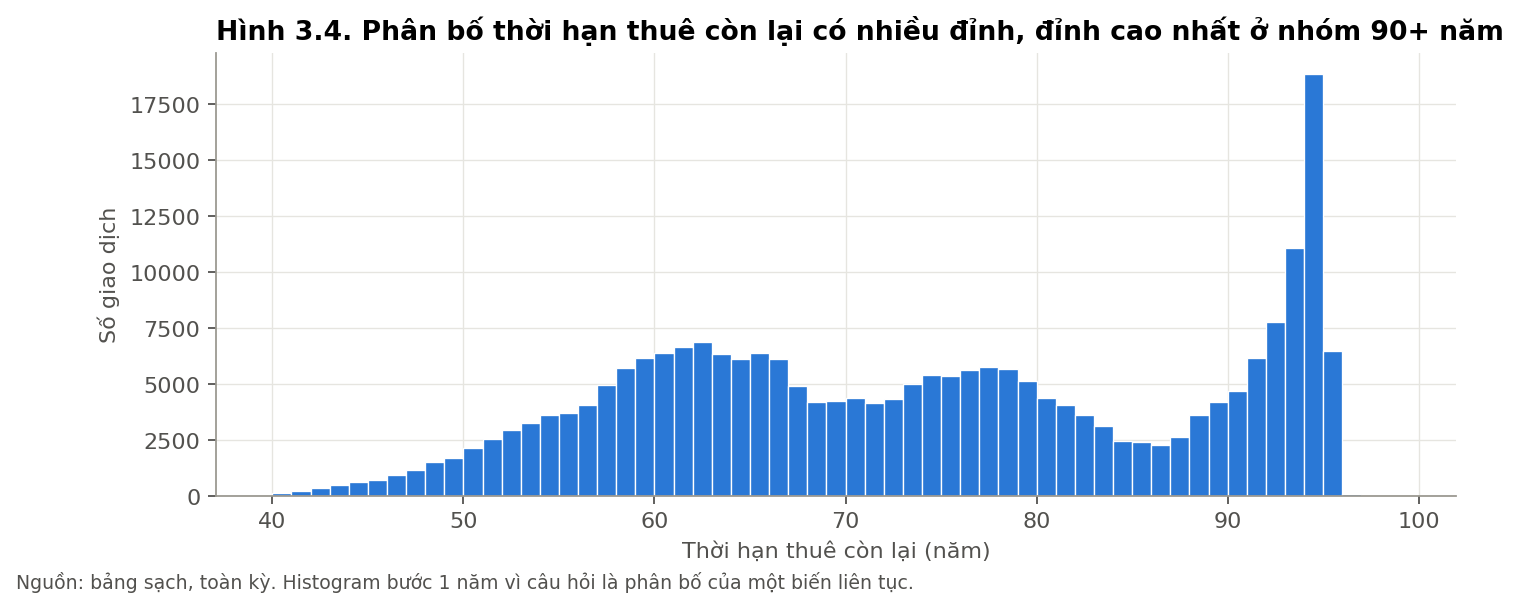 Hình 3.4. Phân bố thời hạn thuê còn lại có nhiều đỉnh, đỉnh cao nhất ở nhóm 90+ năm
Số giao dịch
17500
15000
12500
10000
7500
5000
2500
0
40 50 60 70 80 90 100
Thời hạn thuê còn lại (năm)
Nguồn: bảng sạch, toàn kỳ. Histogram bước 1 năm vì câu hỏi là phân bố của một biến liên tục.